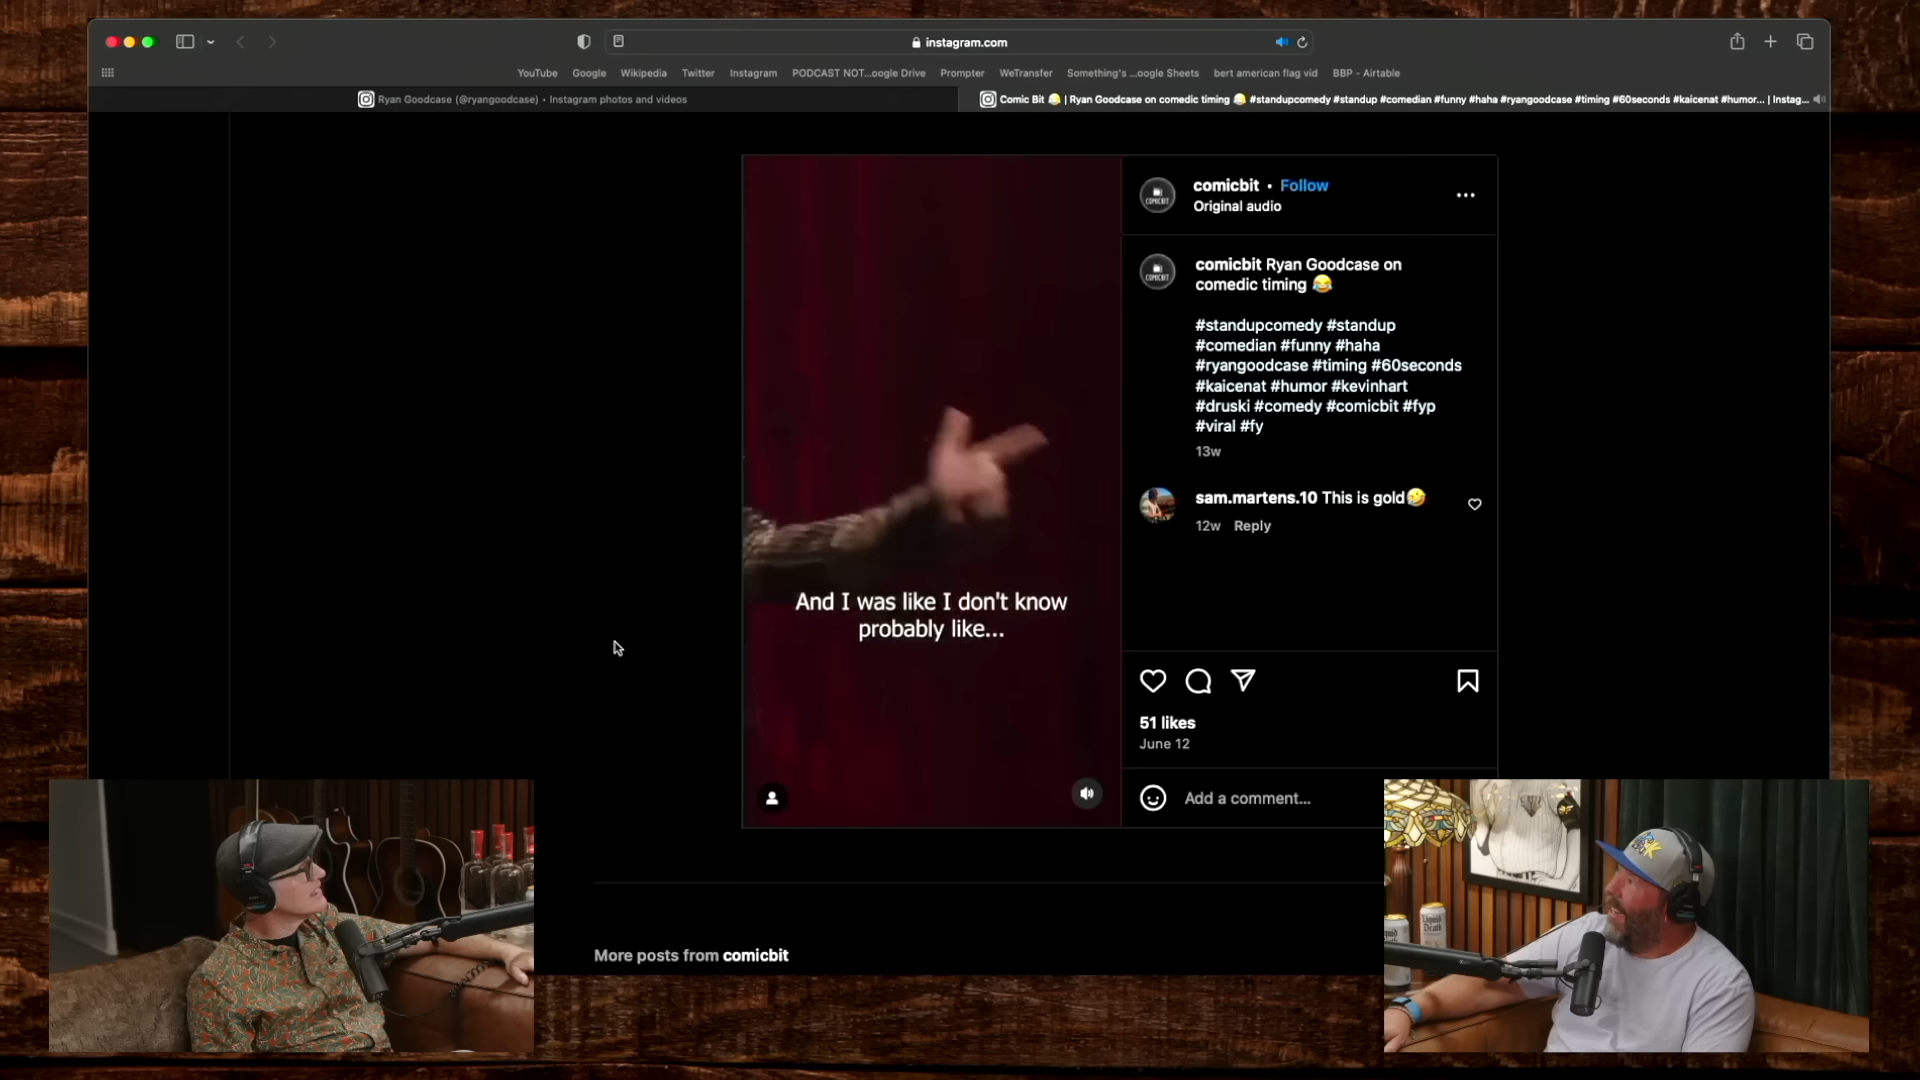 instagram.com
YouTube Google Wikipedia Twitter Instagram PODCAST NOT...oogle Drive Prompter WeTransfer Something's ...oogle Sheets bert american flag vid BBP - Airtable
Ryan Goodcase (@ryangoodcase) • Instagram photos and videos
Comic Bit 😂 | Ryan Goodcase on comedic timing 😂 #standupcomedy #standup #comedian #funny #haha #ryangoodcase #timing #60seconds #kaicenat #humor... | Instag...
comicbit • Follow
Original audio
COMICBIT
comicbit Ryan Goodcase on
comedic timing 😂
COMICBIT
#standupcomedy #standup
#comedian #funny #haha
#ryangoodcase #timing #60seconds
#kaicenat #humor #kevinhart
#druski #comedy #comicbit #fyp
#viral #fy
13w
sam.martens.10 This is gold🤣
12w Reply
And I was like I don't know
probably like...
51 likes
June 12
Add a comment...
More posts from comicbit
Liquid
Death